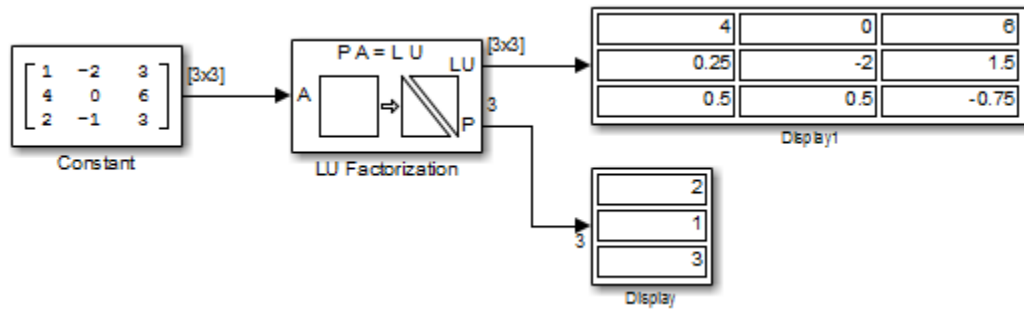 1 −2 3
4 0 6
2 −1 3
Constant
[3x3]
P A = L U
A
LU
P
LU Factorization
[3x3]
3
4 0 6
0.25 -2 1.5
0.5 0.5 -0.75
Display1
3
2
1
3
Display